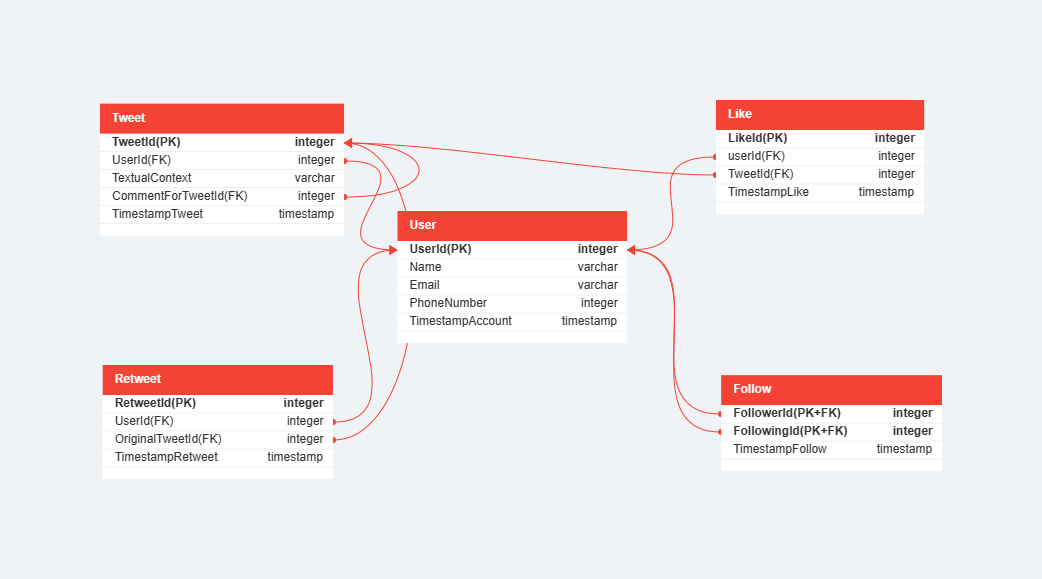 Tweet
TweetId(PK) integer
UserId(FK) integer
TextualContext varchar
CommentForTweetId(FK) integer
TimestampTweet timestamp
Like
LikeId(PK) integer
userId(FK) integer
TweetId(FK) integer
TimestampLike timestamp
User
UserId(PK) integer
Name varchar
Email varchar
PhoneNumber integer
TimestampAccount timestamp
Retweet
RetweetId(PK) integer
UserId(FK) integer
OriginalTweetId(FK) integer
TimestampRetweet timestamp
Follow
FollowerId(PK+FK) integer
FollowingId(PK+FK) integer
TimestampFollow timestamp